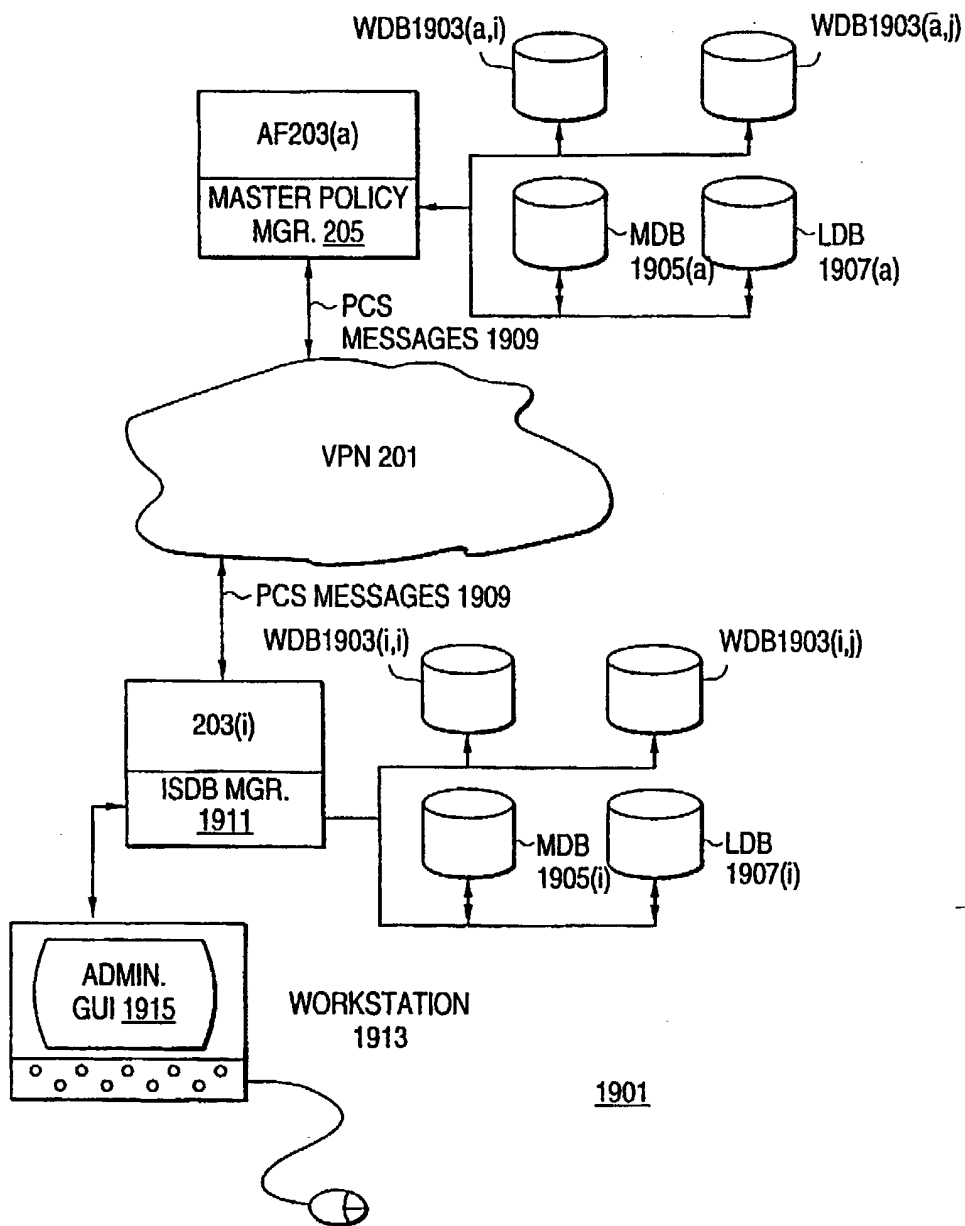 WDB1903(a,i)
WDB1903(a,j)
AF203(a)
MASTER POLICY
MGR. 205
MDB
1905(a)
LDB
1907(a)
PCS
MESSAGES 1909
VPN 201
PCS MESSAGES 1909
WDB1903(i,i)
WDB1903(i,j)
203(i)
ISDB MGR.
1911
MDB
1905(i)
LDB
1907(i)
ADMIN.
GUI 1915
WORKSTATION
1913
1901